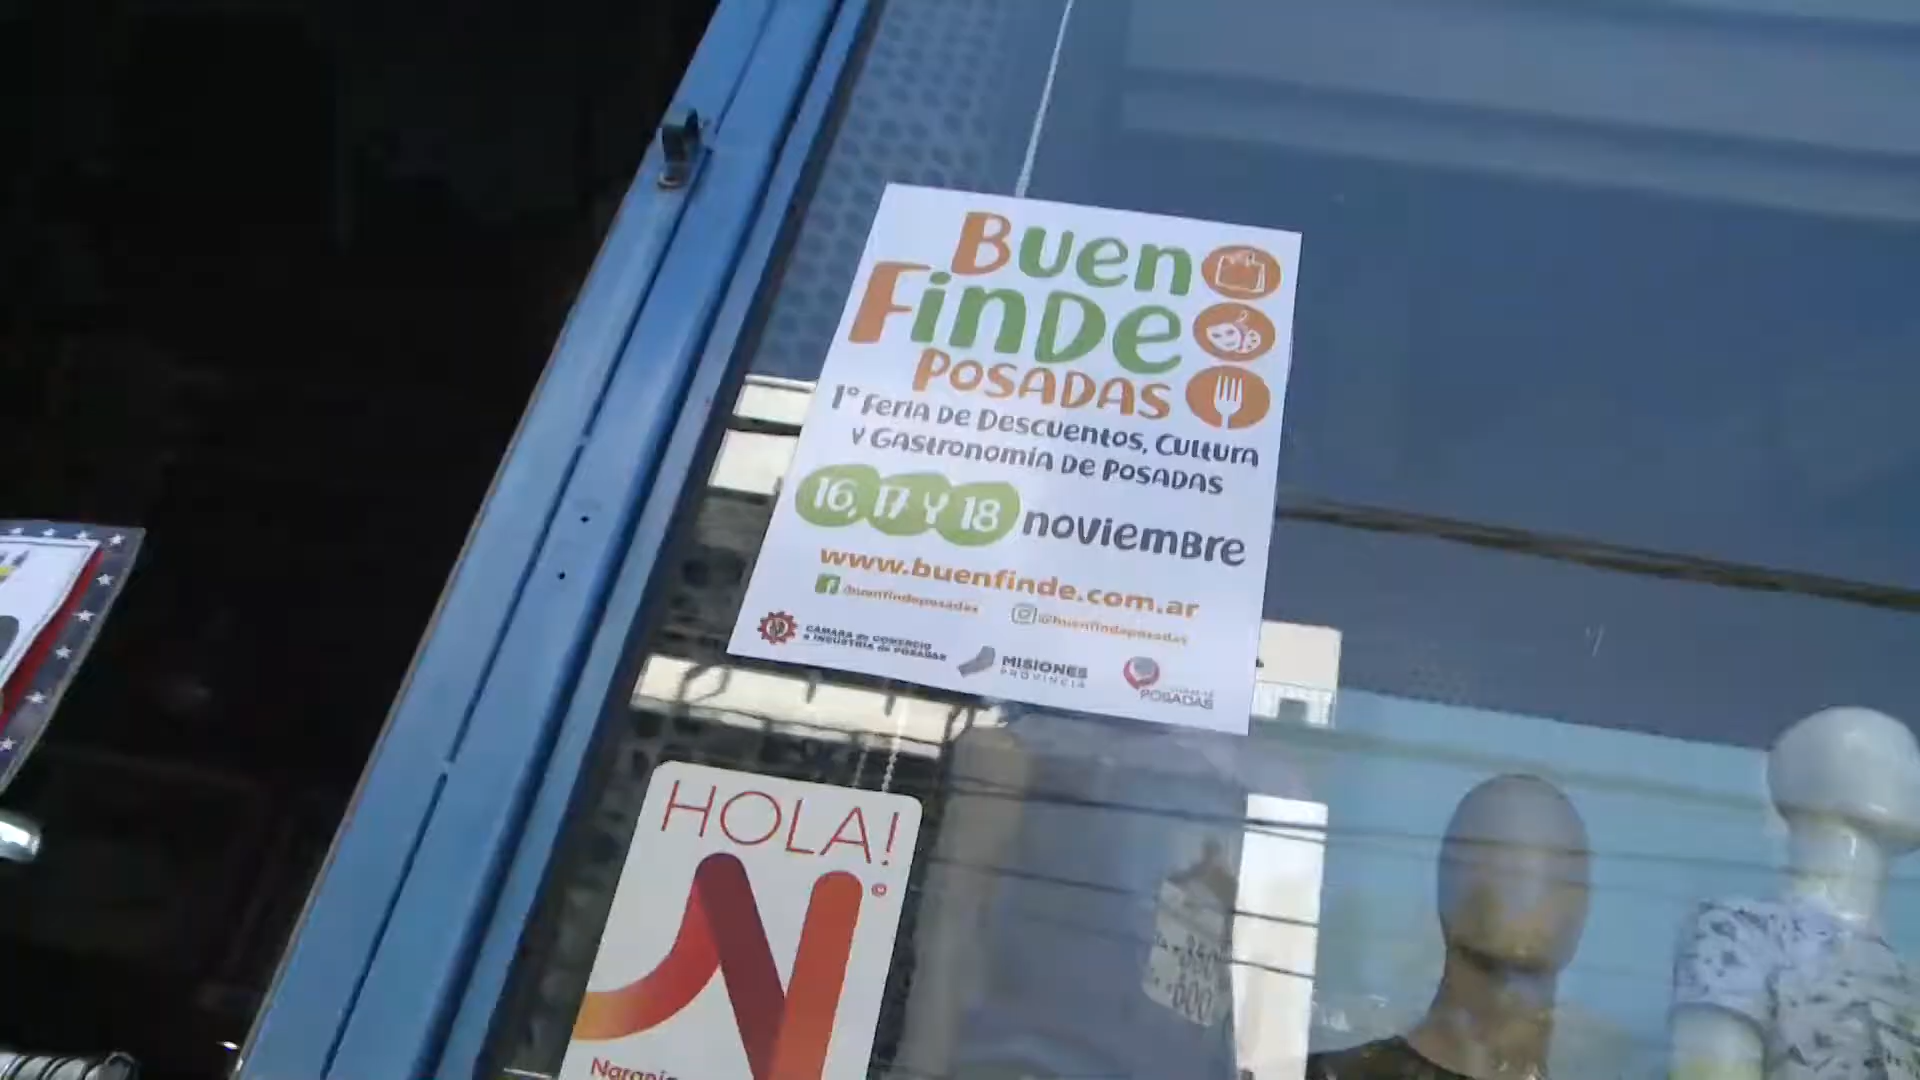 Buen
Finde
POSADAS
1° Feria de Descuentos, Cultura
y Gastronomía de Posadas
16, 17 y 18 noviembre
www.buenfinde.com.ar
/buenfindeposadas @buenfindeposadas
CÁMARA de COMERCIO
e INDUSTRIA de POSADAS
MISIONES
PROVINCIA
POSADAS
HOLA!
©